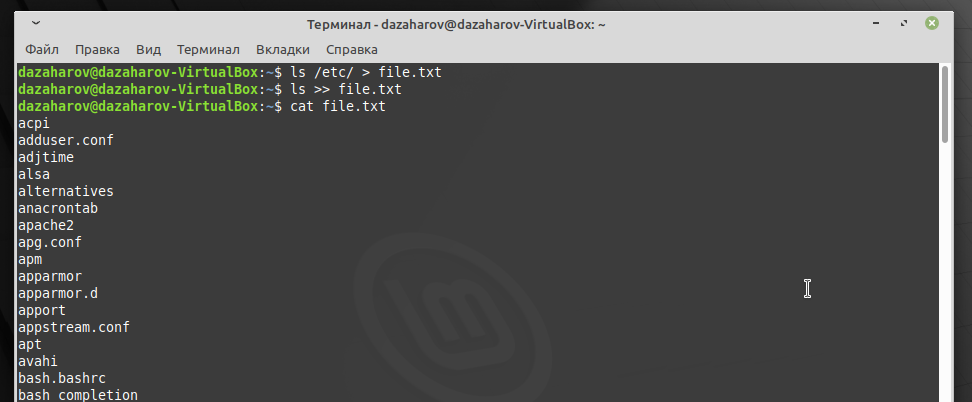 Терминал - dazaharov@dazaharov-VirtualBox: ~
Файл Правка Вид Терминал Вкладки Справка
dazaharov@dazaharov-VirtualBox:~$ ls /etc/ > file.txt
dazaharov@dazaharov-VirtualBox:~$ ls >> file.txt
dazaharov@dazaharov-VirtualBox:~$ cat file.txt
acpi
adduser.conf
adjtime
alsa
alternatives
anacrontab
apache2
apg.conf
apm
apparmor
apparmor.d
apport
appstream.conf
apt
avahi
bash.bashrc
bash_completion